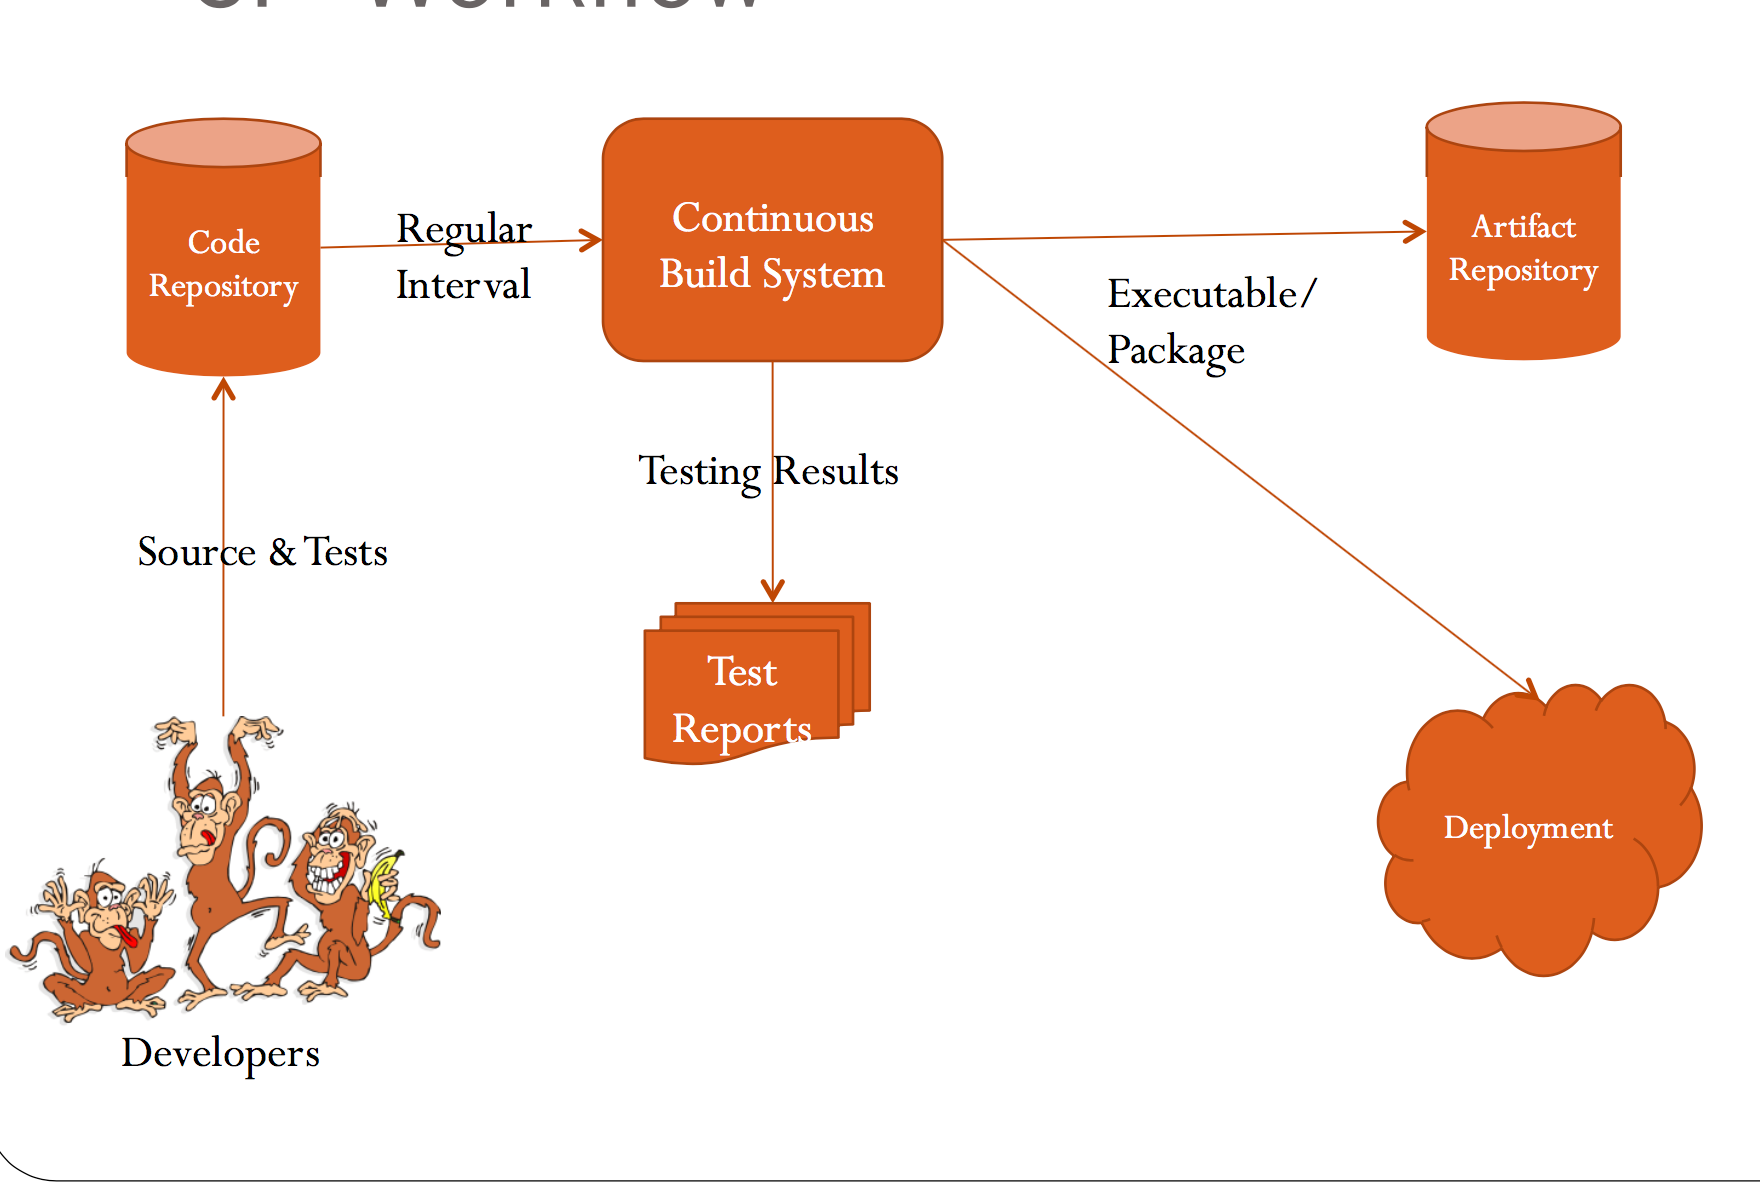 Workflow
Code
Repository
Regular
Interval
Continuous
Build System
Artifact
Repository
Executable/
Package
Testing Results
Source & Tests
Test
Reports
Deployment
Developers